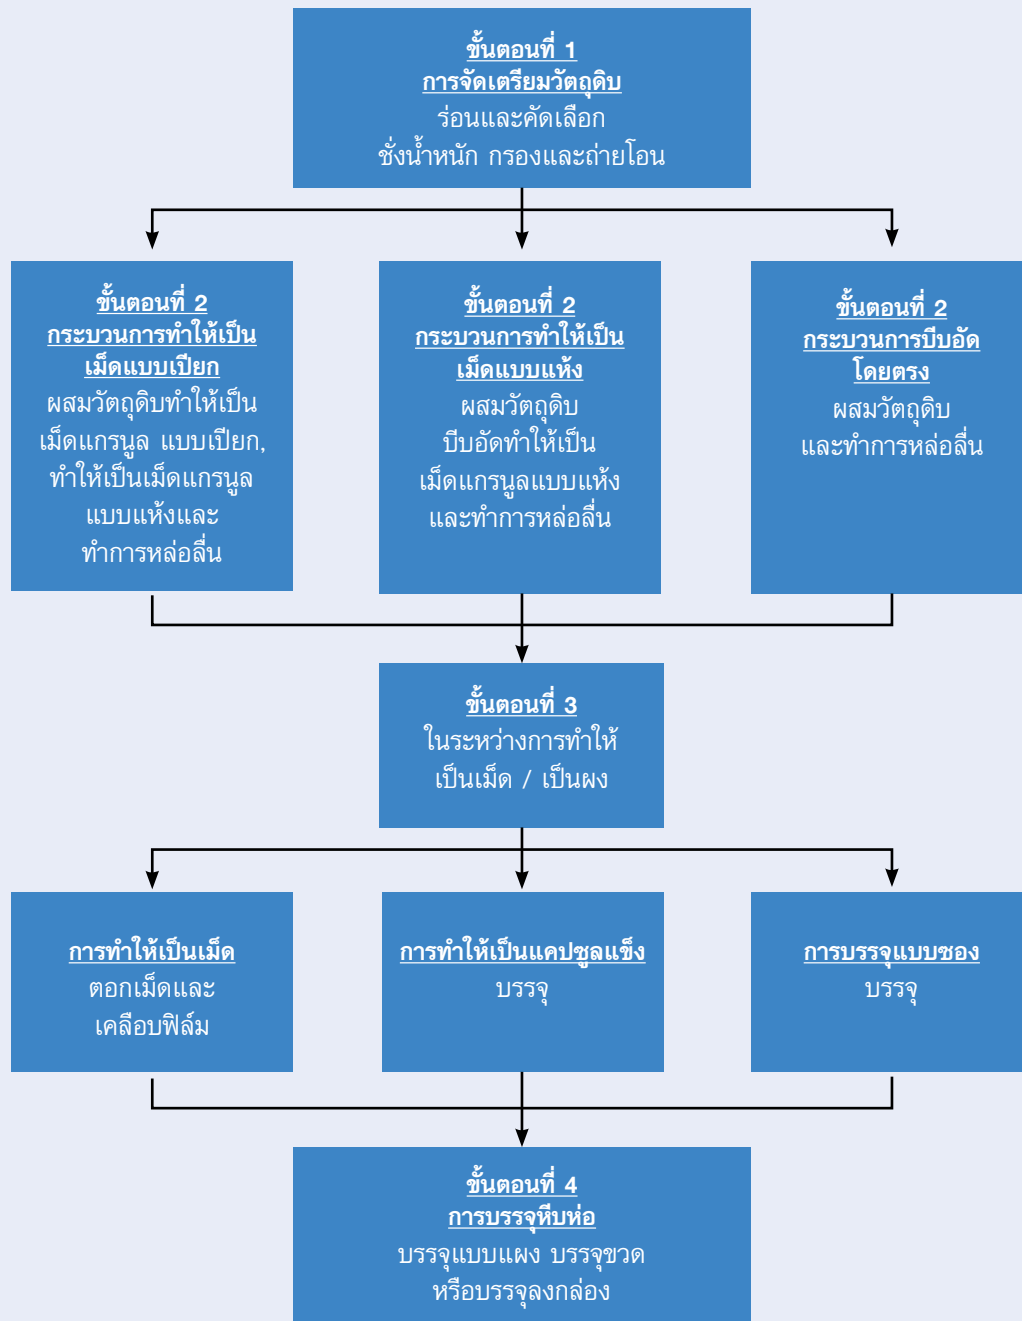 ขั้นตอนที่ 1
การจัดเตรียมวัตถุดิบ
ร่อนและคัดเลือก
ชั่งน้ำหนัก กรองและถ่ายโอน
ขั้นตอนที่ 2
กระบวนการทำให้เป็น
เม็ดแบบเปียก
ผสมวัตถุดิบทำให้เป็น
เม็ดแกรนูล แบบเปียก,
ทำให้เป็นเม็ดแกรนูล
แบบแห้งและ
ทำการหล่อลื่น
ขั้นตอนที่ 2
กระบวนการทำให้เป็น
เม็ดแบบแห้ง
ผสมวัตถุดิบ
บีบอัดทำให้เป็น
เม็ดแกรนูลแบบแห้ง
และทำการหล่อลื่น
ขั้นตอนที่ 2
กระบวนการบีบอัด
โดยตรง
ผสมวัตถุดิบ
และทำการหล่อลื่น
ขั้นตอนที่ 3
ในระหว่างการทำให้
เป็นเม็ด / เป็นผง
การทำให้เป็นเม็ด
ตอกเม็ดและ
เคลือบฟิล์ม
การทำให้เป็นแคปซูลแข็ง
บรรจุ
การบรรจุแบบซอง
บรรจุ
ขั้นตอนที่ 4
การบรรจุหีบห่อ
บรรจุแบบแผง บรรจุขวด
หรือบรรจุลงกล่อง